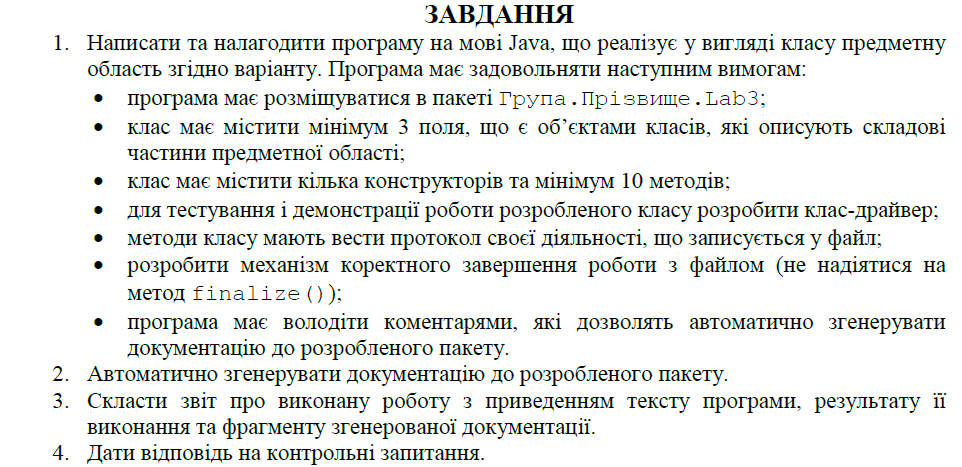 ЗАВДАННЯ
1. Написати та налагодити програму на мові Java, що реалізує у вигляді класу предметну
область згідно варіанту. Програма має задовольняти наступним вимогам:
• програма має розміщуватися в пакеті Група.Прізвище.Lab3;
• клас має містити мінімум 3 поля, що є об’єктами класів, які описують складові
частини предметної області;
• клас має містити кілька конструкторів та мінімум 10 методів;
• для тестування і демонстрації роботи розробленого класу розробити клас-драйвер;
• методи класу мають вести протокол своєї діяльності, що записується у файл;
• розробити механізм коректного завершення роботи з файлом (не надіятися на
метод finalize());
• програма має володіти коментарями, які дозволять автоматично згенерувати
документацію до розробленого пакету.
2. Автоматично згенерувати документацію до розробленого пакету.
3. Скласти звіт про виконану роботу з приведенням тексту програми, результату її
виконання та фрагменту згенерованої документації.
4. Дати відповідь на контрольні запитання.